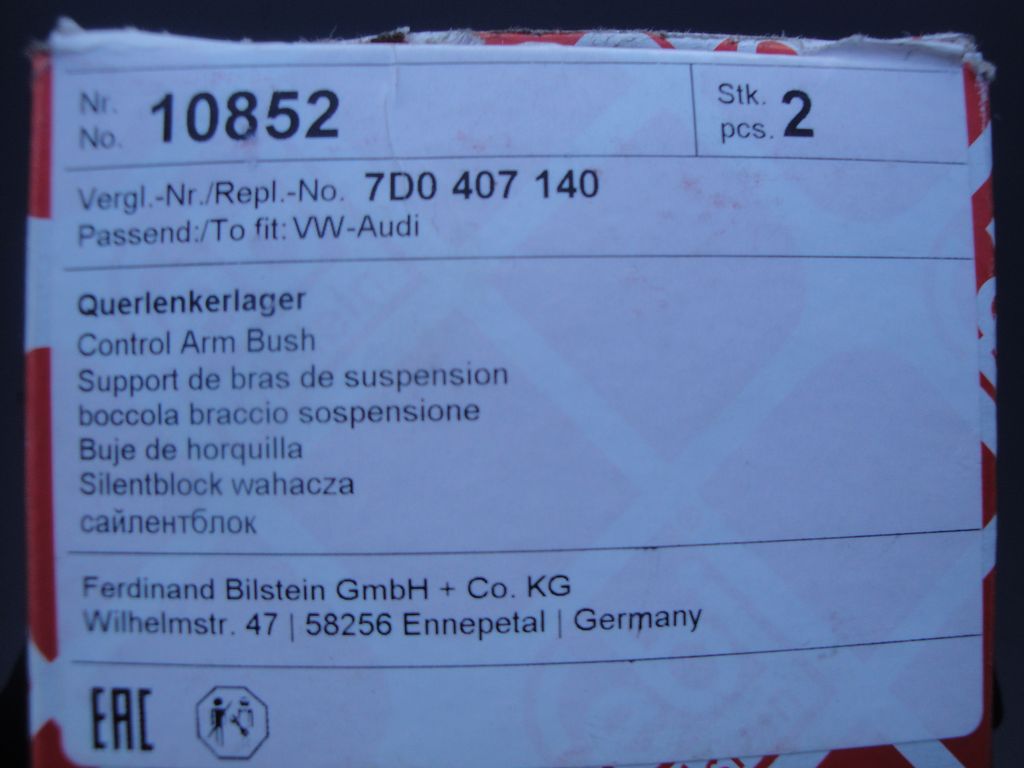 Nr. No. 10852 Stk. pcs. 2
Vergl.-Nr./Repl.-No. 7D0 407 140
Passend:/To fit: VW-Audi
Querlenkerlager
Control Arm Bush
Support de bras de suspension
boccola braccio sospensione
Buje de horquilla
Silentblock wahacza
сайлентблок
Ferdinand Bilstein GmbH + Co. KG
Wilhelmstr. 47 | 58256 Ennepetal | Germany
EAC